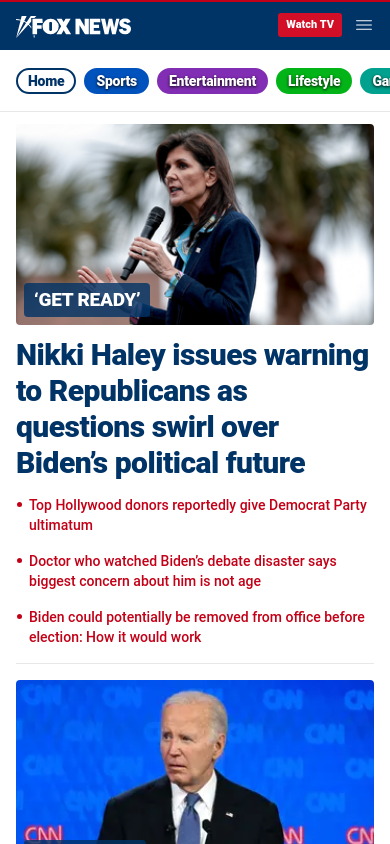 FOX NEWS
Watch TV
Home
Sports
Entertainment
Lifestyle
Ga
‘GET READY’
Nikki Haley issues warning
to Republicans as
questions swirl over
Biden’s political future
• Top Hollywood donors reportedly give Democrat Party
ultimatum
• Doctor who watched Biden’s debate disaster says
biggest concern about him is not age
• Biden could potentially be removed from office before
election: How it would work
CNN
CNN